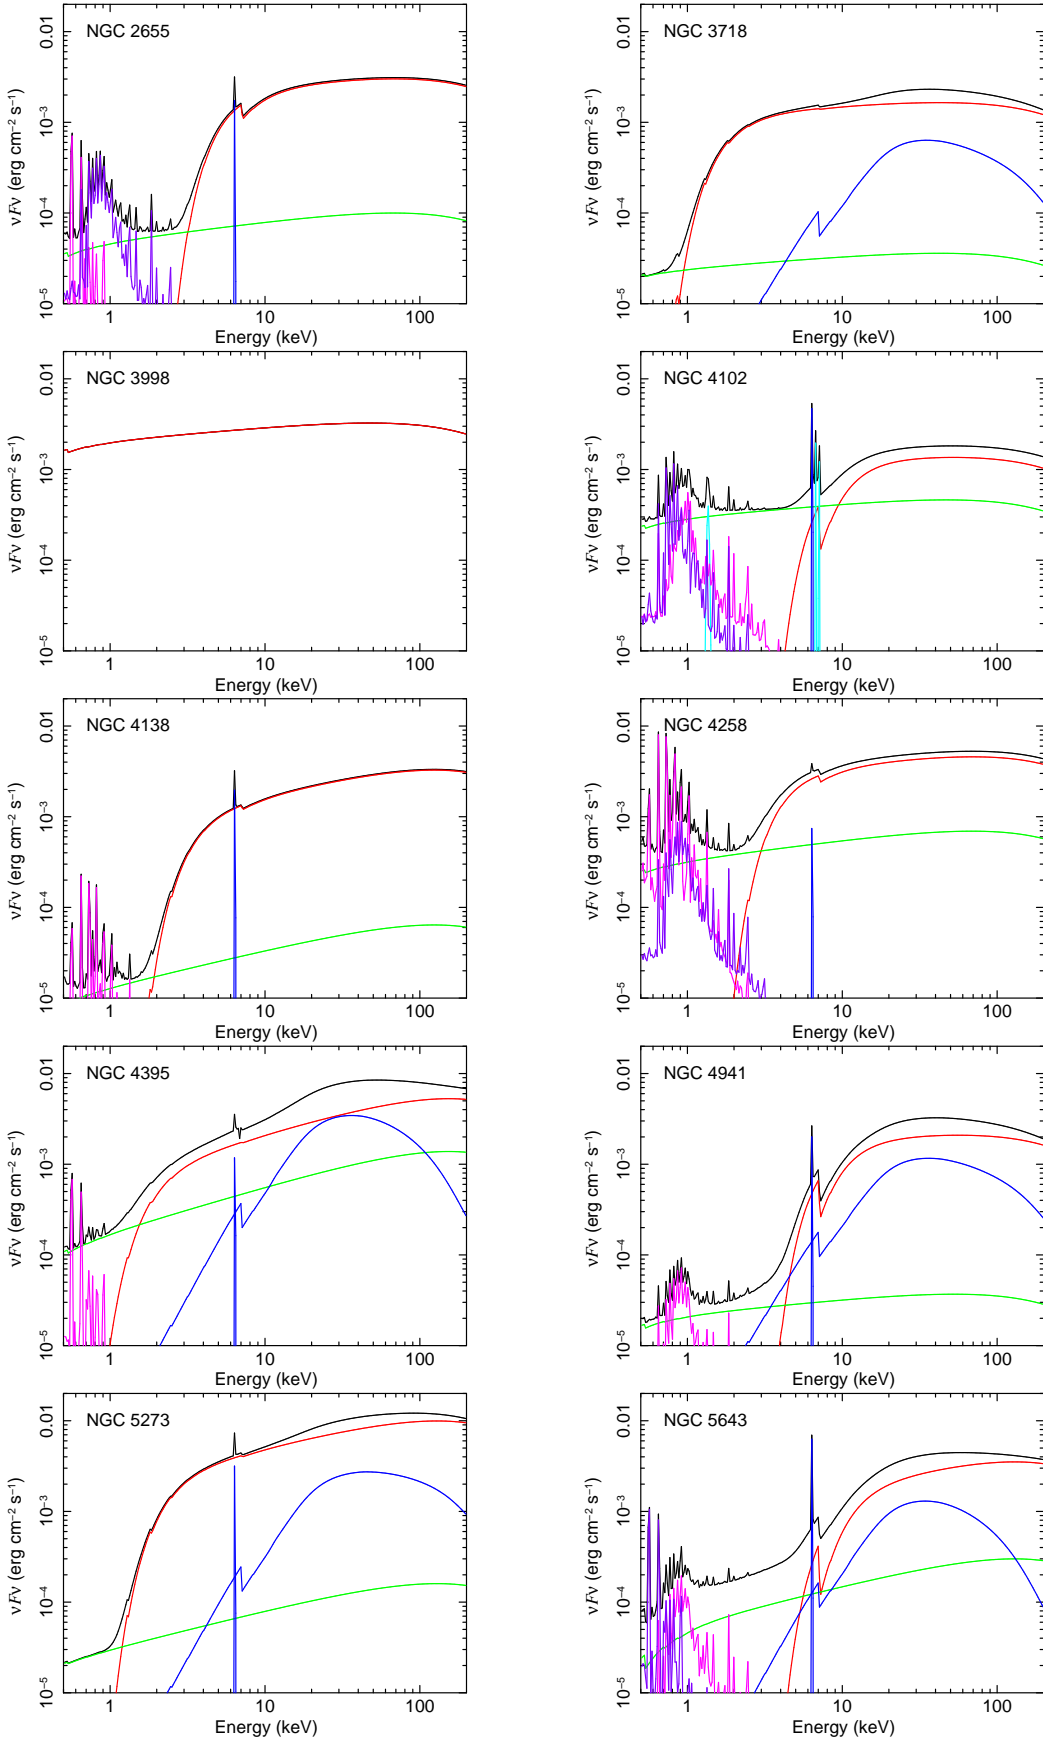 NGC 2655
0.01
10⁻³
10⁻⁴
10⁻⁵
νFν (erg cm⁻² s⁻¹)
1 10 100
Energy (keV)
NGC 3718
0.01
10⁻³
10⁻⁴
10⁻⁵
νFν (erg cm⁻² s⁻¹)
1 10 100
Energy (keV)
NGC 3998
0.01
10⁻³
10⁻⁴
10⁻⁵
νFν (erg cm⁻² s⁻¹)
1 10 100
Energy (keV)
NGC 4102
0.01
10⁻³
10⁻⁴
10⁻⁵
νFν (erg cm⁻² s⁻¹)
1 10 100
Energy (keV)
NGC 4138
0.01
10⁻³
10⁻⁴
10⁻⁵
νFν (erg cm⁻² s⁻¹)
1 10 100
Energy (keV)
NGC 4258
0.01
10⁻³
10⁻⁴
10⁻⁵
νFν (erg cm⁻² s⁻¹)
1 10 100
Energy (keV)
NGC 4395
0.01
10⁻³
10⁻⁴
10⁻⁵
νFν (erg cm⁻² s⁻¹)
1 10 100
Energy (keV)
NGC 4941
0.01
10⁻³
10⁻⁴
10⁻⁵
νFν (erg cm⁻² s⁻¹)
1 10 100
Energy (keV)
NGC 5273
0.01
10⁻³
10⁻⁴
10⁻⁵
νFν (erg cm⁻² s⁻¹)
1 10 100
Energy (keV)
NGC 5643
0.01
10⁻³
10⁻⁴
10⁻⁵
νFν (erg cm⁻² s⁻¹)
1 10 100
Energy (keV)